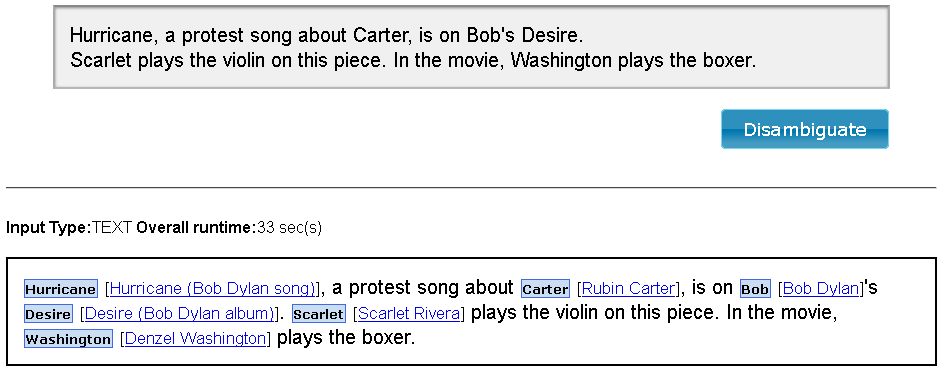 Hurricane, a protest song about Carter, is on Bob's Desire.
Scarlet plays the violin on this piece. In the movie, Washington plays the boxer.
Disambiguate
Input Type:TEXT Overall runtime:33 sec(s)
Hurricane [Hurricane (Bob Dylan song)], a protest song about Carter [Rubin Carter], is on Bob [Bob Dylan]'s
Desire [Desire (Bob Dylan album)]. Scarlet [Scarlet Rivera] plays the violin on this piece. In the movie,
Washington [Denzel Washington] plays the boxer.